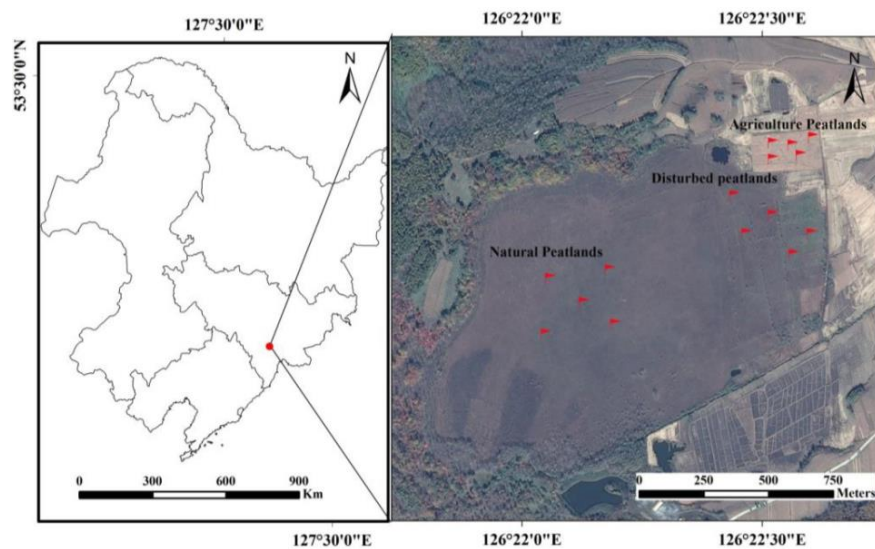 127°30'0"E
126°22'0"E
126°22'30"E
53°30'0"N
N
N
Agriculture Peatlands
Disturbed peatlands
Natural Peatlands
0 300 600 900
Km
0 250 500 750
Meters
127°30'0"E
126°22'0"E
126°22'30"E